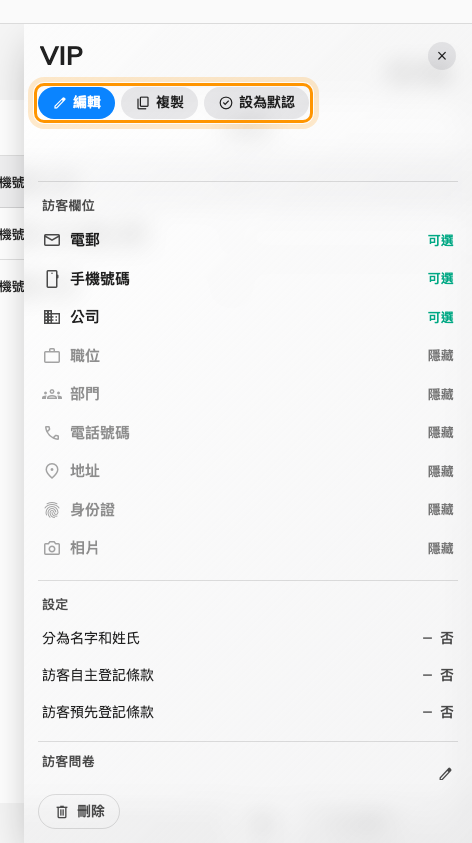 VIP
編輯 複製 設為默認
機號
機號
機號
訪客欄位
電郵 可選
手機號碼 可選
公司 可選
職位 隱藏
部門 隱藏
電話號碼 隱藏
地址 隱藏
身份證 隱藏
相片 隱藏
設定
分為名字和姓氏 – 否
訪客自主登記條款 – 否
訪客預先登記條款 – 否
訪客問卷
刪除